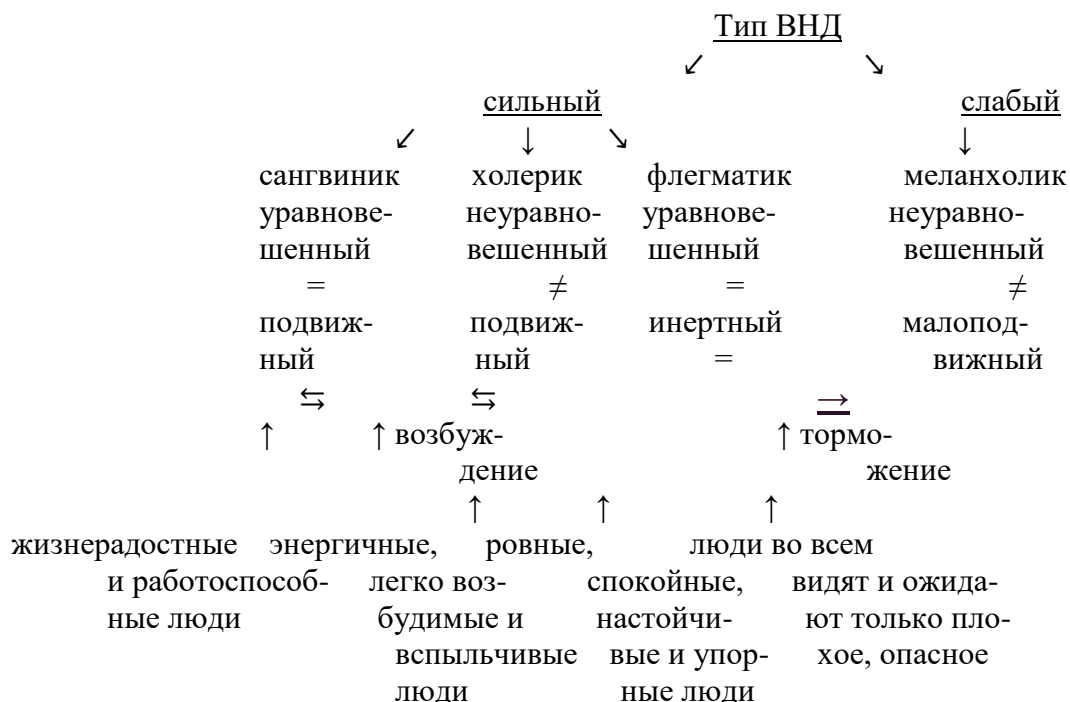 Тип ВНД
↙ ↘
сильный слабый
↙ ↓ ↘ ↓
сангвиник холерик флегматик меланхолик
уравнове- неуравно- уравнове- неуравно-
шенный вешенный шенный вешенный
= ≠ = ≠
подвиж- подвиж- инертный малопод-
ный ный = вижный
⇆ ⇆ →
↑ ↑ возбуж- ↑ тормо-
дение жение
↑ ↑ ↑
жизнерадостные энергичные, ровные, люди во всем
и работоспособ- легко воз- спокойные, видят и ожида-
ные люди будимые и настойчи- ют только пло-
вспыльчивые вые и упор- хое, опасное
люди ные люди